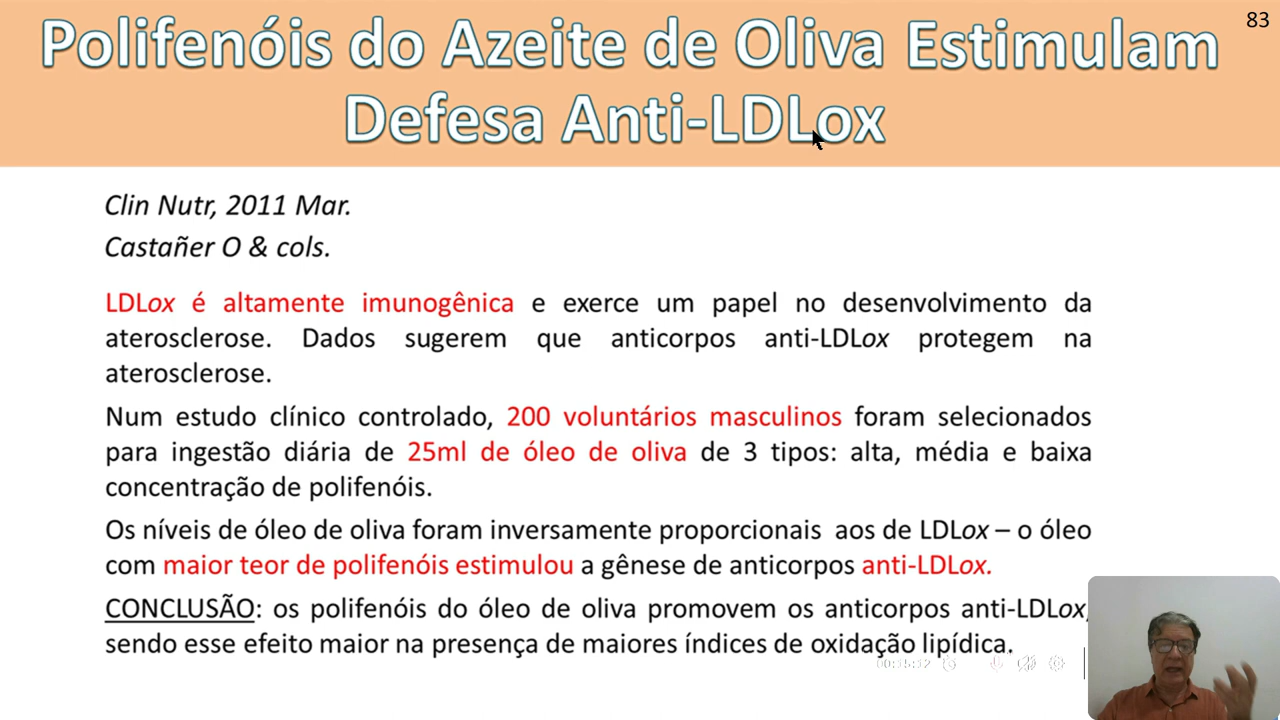 83
Polifenóis do Azeite de Oliva Estimulam
Defesa Anti-LDLox
Clin Nutr, 2011 Mar.
Castañer O & cols.
LDLox é altamente imunogênica e exerce um papel no desenvolvimento da
aterosclerose. Dados sugerem que anticorpos anti-LDLox protegem na
aterosclerose.
Num estudo clínico controlado, 200 voluntários masculinos foram selecionados
para ingestão diária de 25ml de óleo de oliva de 3 tipos: alta, média e baixa
concentração de polifenóis.
Os níveis de óleo de oliva foram inversamente proporcionais aos de LDLox – o óleo
com maior teor de polifenóis estimulou a gênese de anticorpos anti-LDLox.
CONCLUSÃO: os polifenóis do óleo de oliva promovem os anticorpos anti-LDLox,
sendo esse efeito maior na presença de maiores índices de oxidação lipídica.